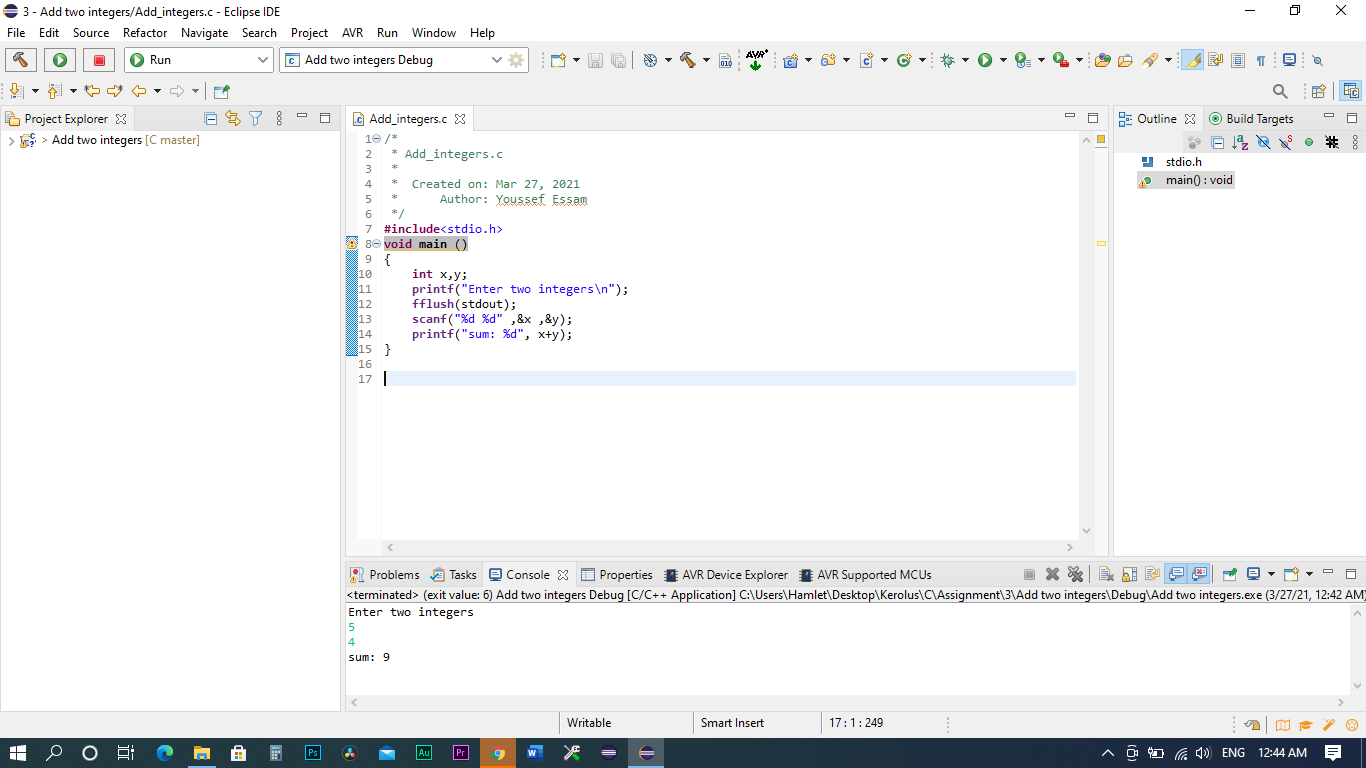 3 - Add two integers/Add_integers.c - Eclipse IDE
File Edit Source Refactor Navigate Search Project AVR Run Window Help
Run
Add two integers Debug
010
AVR
Project Explorer
Add_integers.c
Outline
Build Targets
> Add two integers [C master]
stdio.h
main() : void
1 /*
2  * Add_integers.c
3  *
4  *  Created on: Mar 27, 2021
5  *      Author: Youssef Essam
6  */
7 #include<stdio.h>
8 void main ()
9 {
10     int x,y;
11     printf("Enter two integers\n");
12     fflush(stdout);
13     scanf("%d %d" ,&x ,&y);
14     printf("sum: %d", x+y);
15 }
16
17
Problems Tasks Console Properties AVR Device Explorer AVR Supported MCUs
<terminated> (exit value: 6) Add two integers Debug [C/C++ Application] C:\Users\Hamlet\Desktop\Kerolus\C\Assignment\3\Add two integers\Debug\Add two integers.exe (3/27/21, 12:42 AM)
Enter two integers
5
4
sum: 9
Writable
Smart Insert
17 : 1 : 249
Ps
Au
Pr
W
ENG
12:44 AM